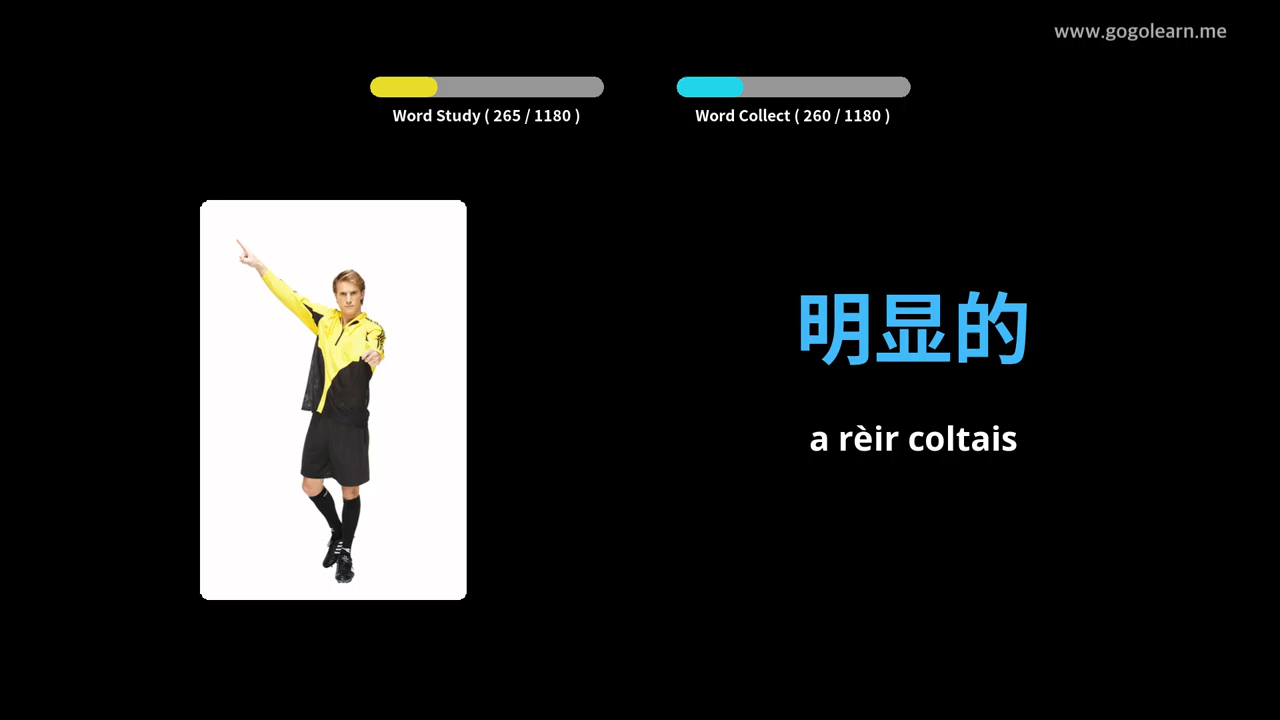 www.gogolearn.me
Word Study ( 265 / 1180 )
Word Collect ( 260 / 1180 )
明显的
a rèir coltais